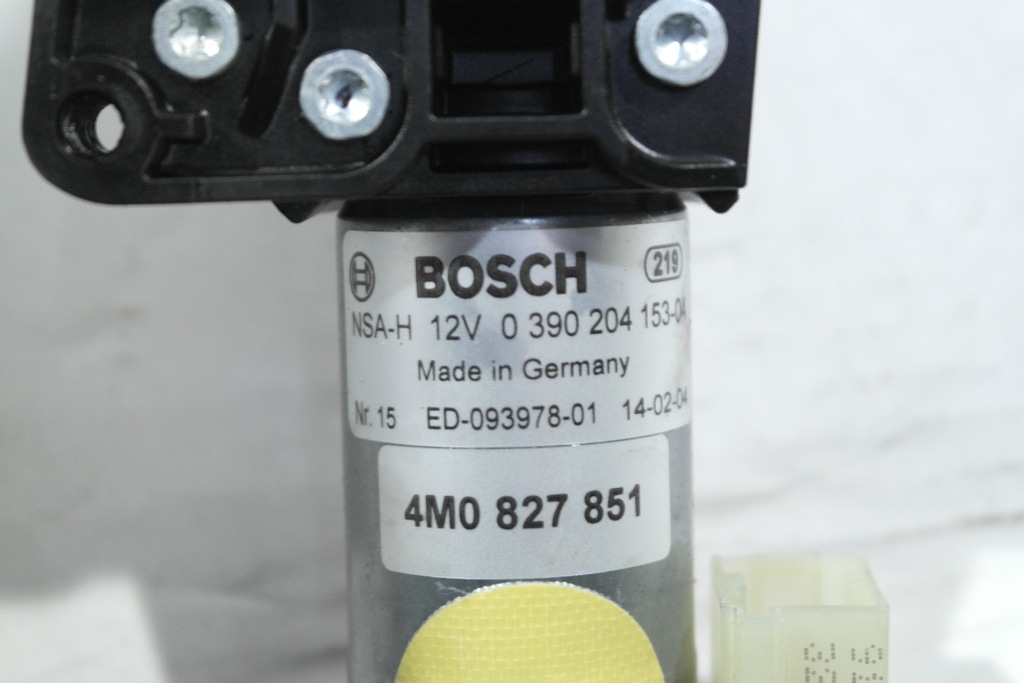 BOSCH 219
NSA-H 12V 0 390 204 153-04
Made in Germany
Nr. 15 ED-093978-01 14-02-04
4M0 827 851